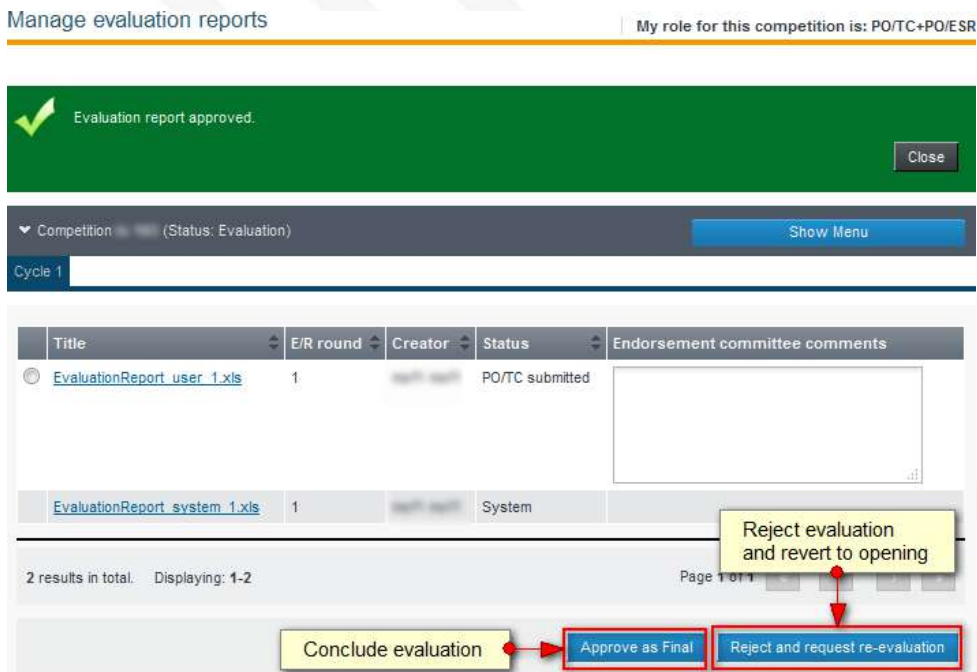 Manage evaluation reports
My role for this competition is: PO/TC+PO/ESR
Evaluation report approved.
Close
Competition (Status: Evaluation)
Show Menu
Cycle 1
Title E/R round Creator Status Endorsement committee comments
EvaluationReport_user_1.xls 1 PO/TC submitted
EvaluationReport_system_1.xls 1 System
Reject evaluation
and revert to opening
2 results in total. Displaying: 1-2
Page 1 of 1
Conclude evaluation
Approve as Final
Reject and request re-evaluation